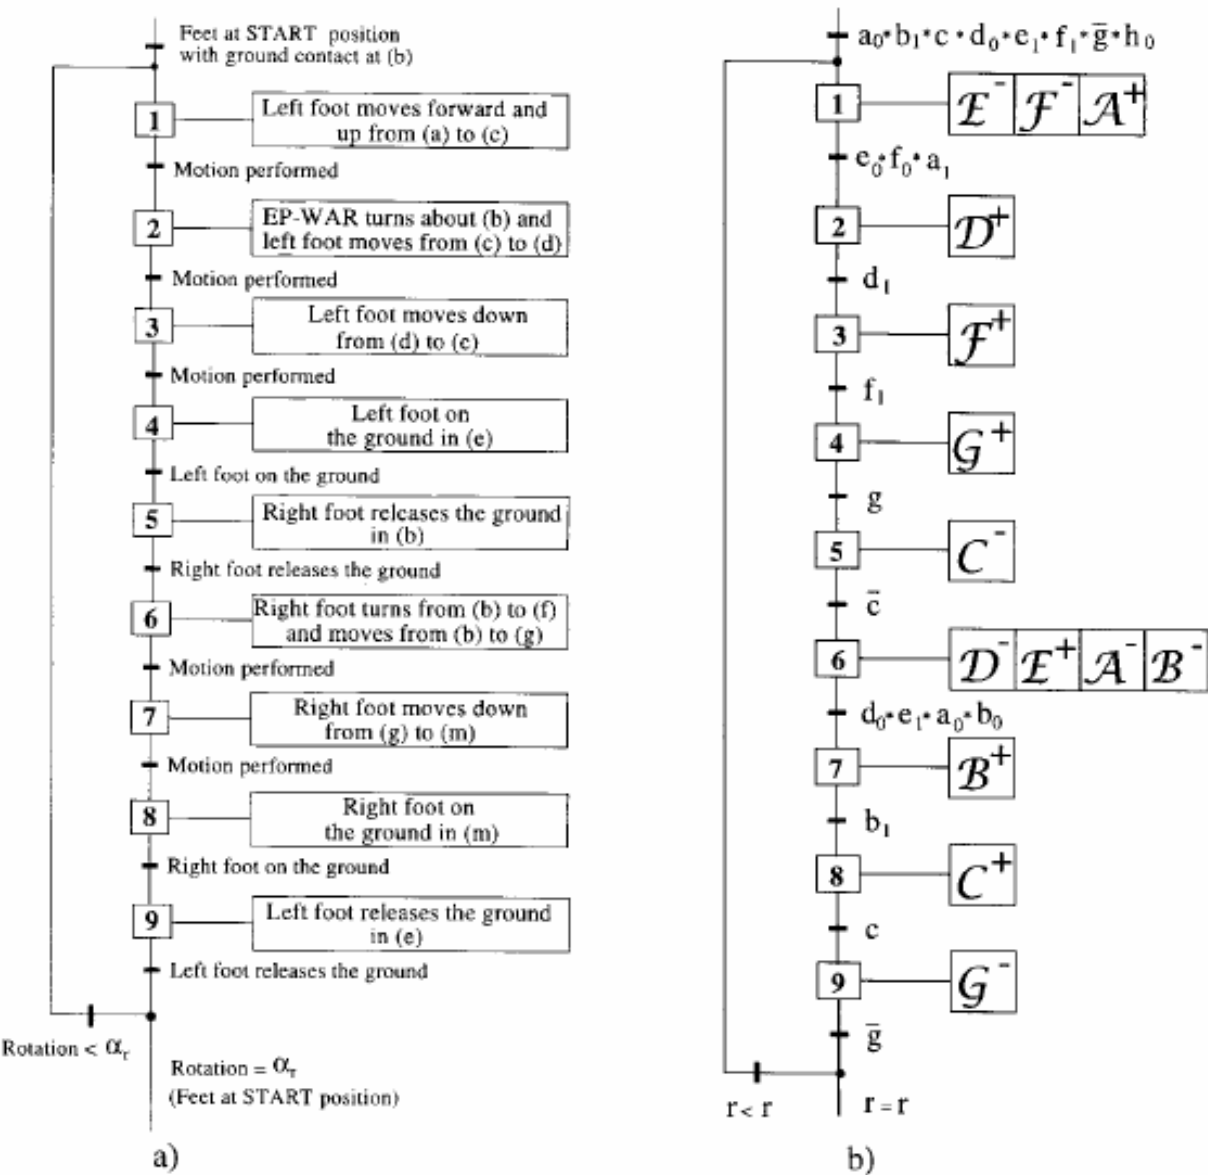 Feet at START position
with ground contact at (b)
1
Left foot moves forward and
up from (a) to (c)
Motion performed
2
EP-WAR turns about (b) and
left foot moves from (c) to (d)
Motion performed
3
Left foot moves down
from (d) to (e)
Motion performed
4
Left foot on
the ground in (e)
Left foot on the ground
5
Right foot releases the ground
in (b)
Right foot releases the ground
6
Right foot turns from (b) to (f)
and moves from (b) to (g)
Motion performed
7
Right foot moves down
from (g) to (m)
Motion performed
8
Right foot on
the ground in (m)
Right foot on the ground
9
Left foot releases the ground
in (e)
Left foot releases the ground
Rotation < αr
Rotation = αr
(Feet at START position)
a)
a₀•b₁•c•d₀•e₁•f₁•g̅•h₀
1
E⁻ F⁻ A⁺
e₀•f₀•a₁
2
D⁺
d₁
3
F⁺
f₁
4
G⁺
g
5
C⁻
c̅
6
D⁻ E⁺ A⁻ B⁻
d₀•e₁•a₀•b₀
7
B⁺
b₁
8
C⁺
c
9
G⁻
g̅
r < r
r = r
b)